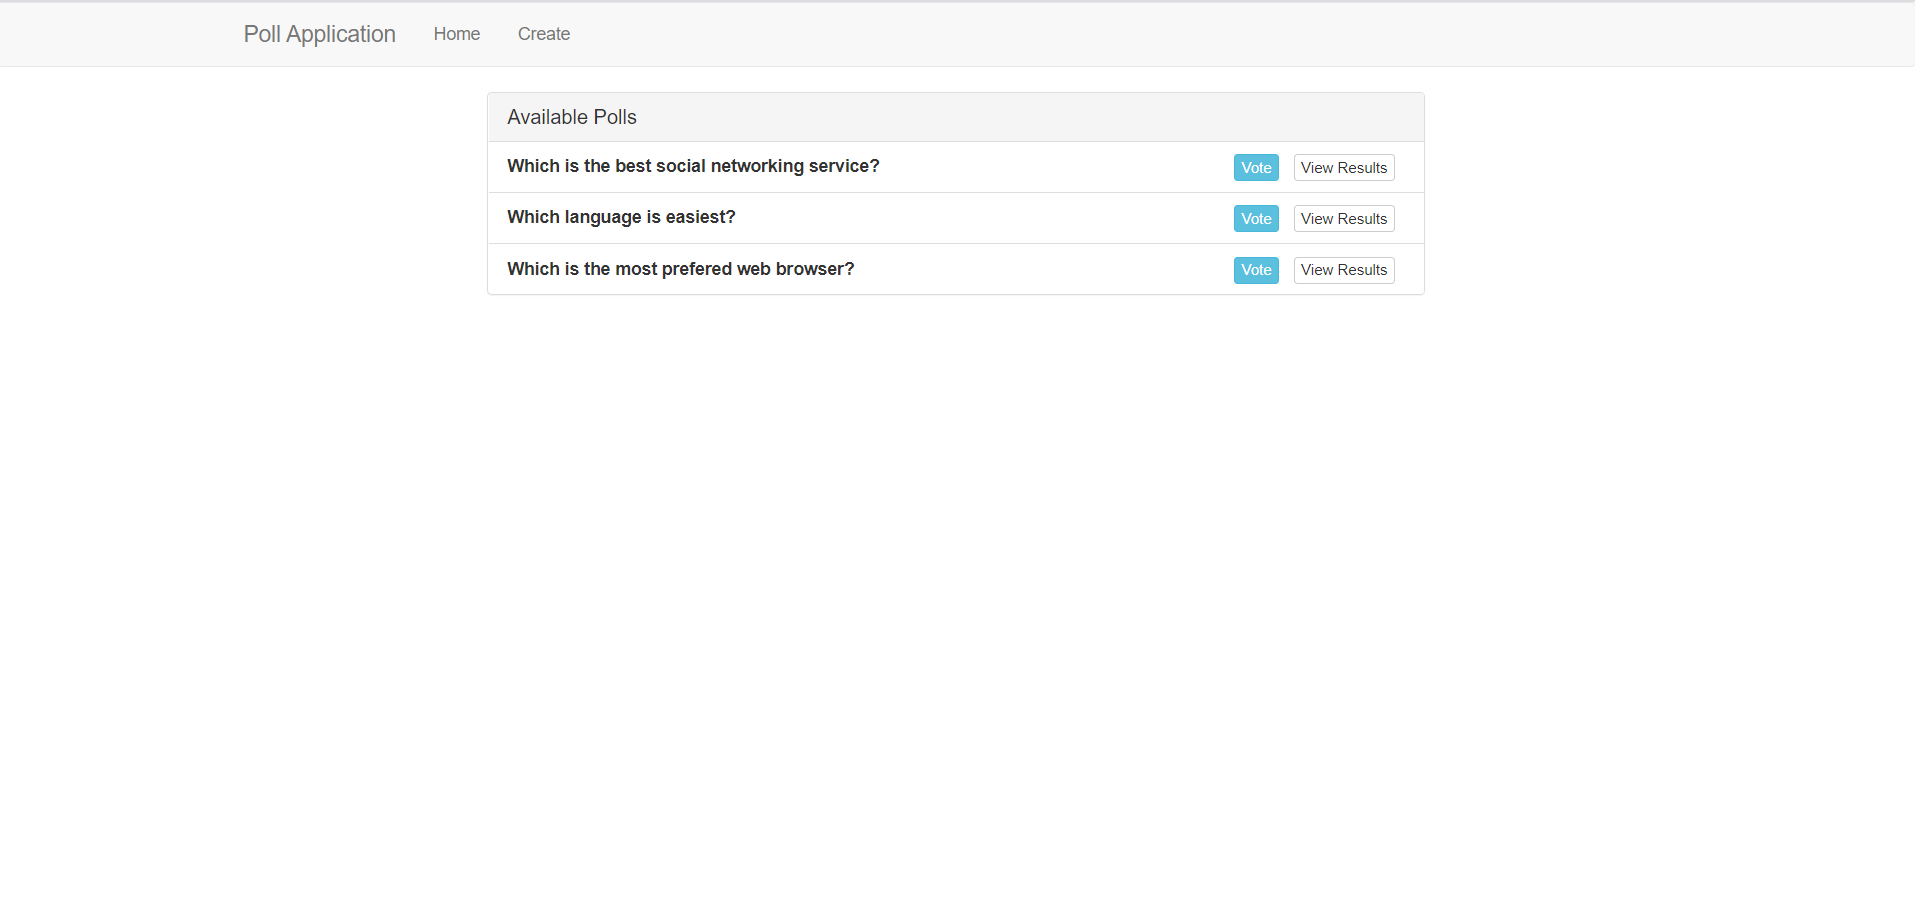 Poll Application Home Create
Available Polls
Which is the best social networking service? Vote View Results
Which language is easiest? Vote View Results
Which is the most prefered web browser? Vote View Results